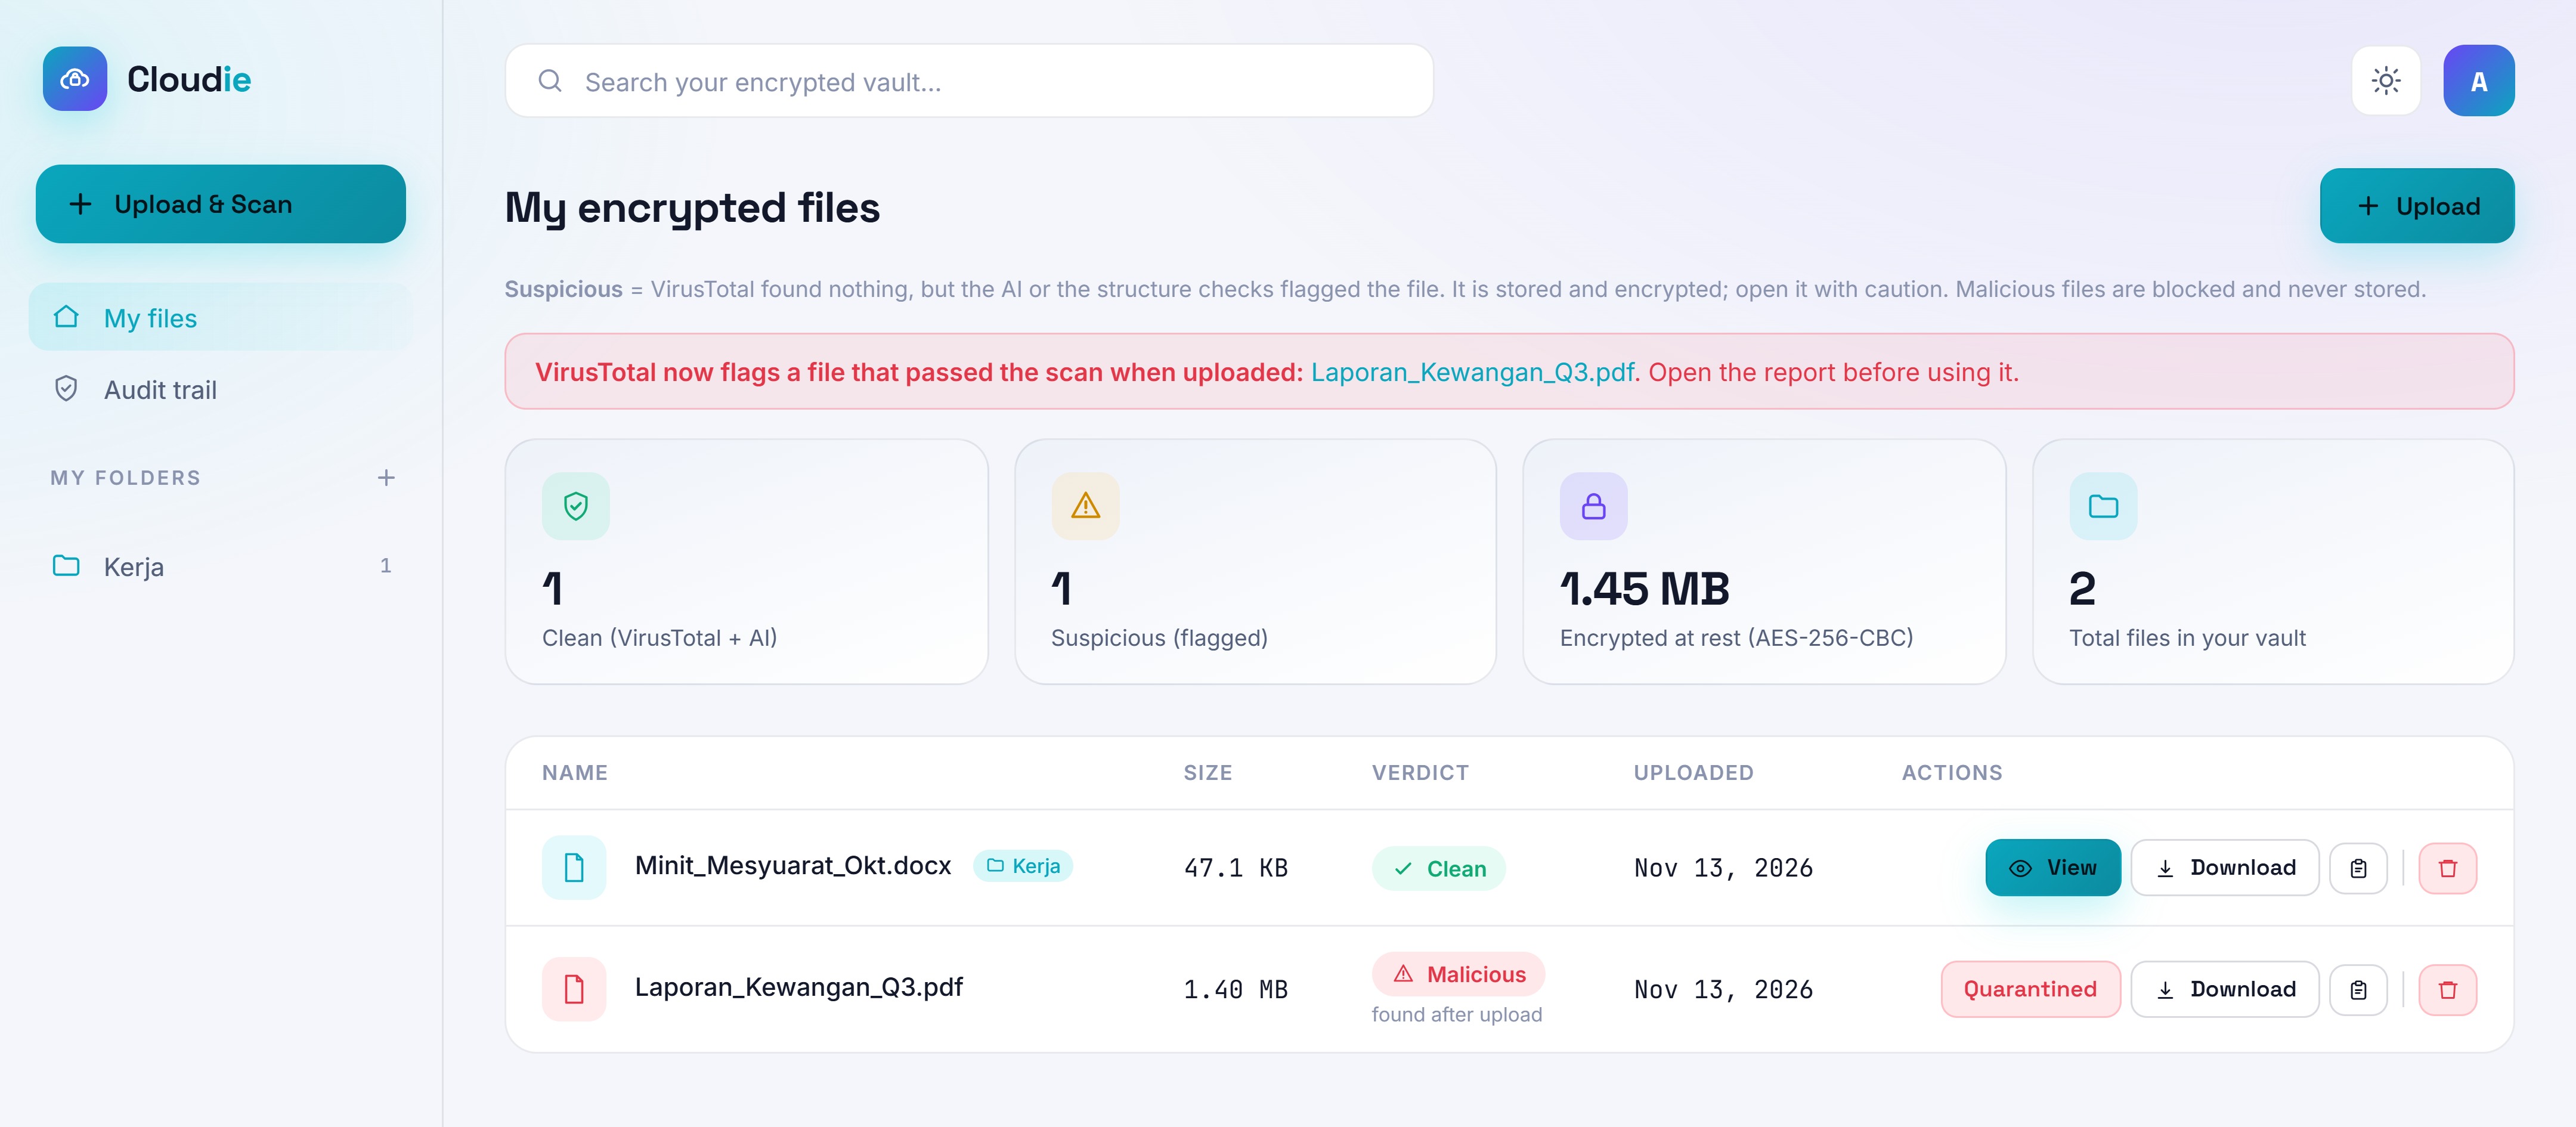 Cloudie
Search your encrypted vault...
A
Upload & Scan
My encrypted files
Upload
My files
Audit trail
MY FOLDERS
Kerja 1
Suspicious = VirusTotal found nothing, but the AI or the structure checks flagged the file. It is stored and encrypted; open it with caution. Malicious files are blocked and never stored.
VirusTotal now flags a file that passed the scan when uploaded: Laporan_Kewangan_Q3.pdf. Open the report before using it.
1
Clean (VirusTotal + AI)
1
Suspicious (flagged)
1.45 MB
Encrypted at rest (AES-256-CBC)
2
Total files in your vault
NAME SIZE VERDICT UPLOADED ACTIONS
Minit_Mesyuarat_Okt.docx Kerja 47.1 KB Clean Nov 13, 2026 View Download
Laporan_Kewangan_Q3.pdf 1.40 MB Malicious Nov 13, 2026 Quarantined Download
found after upload